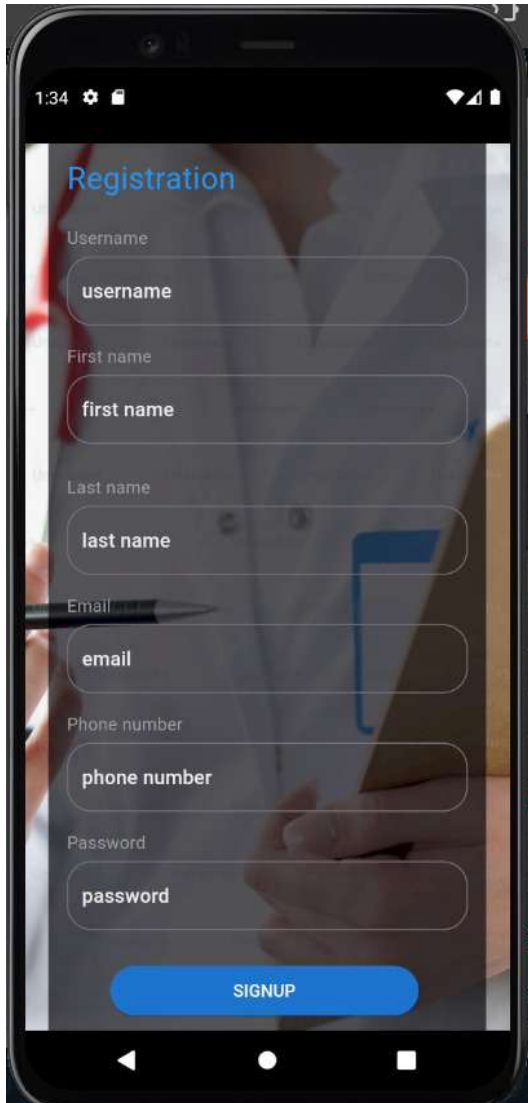 1:34
Registration
Username
username
First name
first name
Last name
last name
Email
email
Phone number
phone number
Password
password
SIGNUP